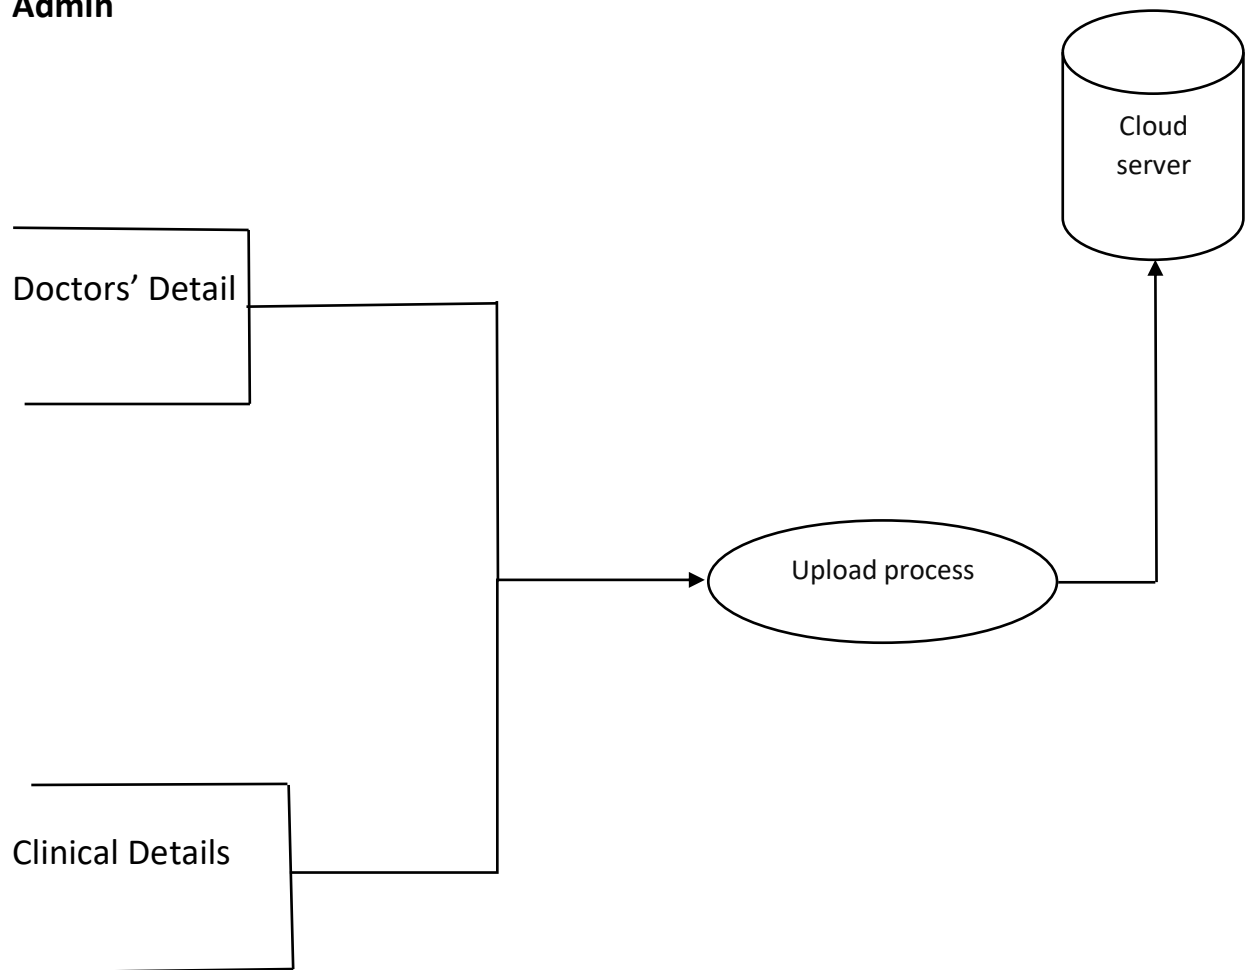 Admin
Cloud
server
Doctors’ Detail
Upload process
Clinical Details